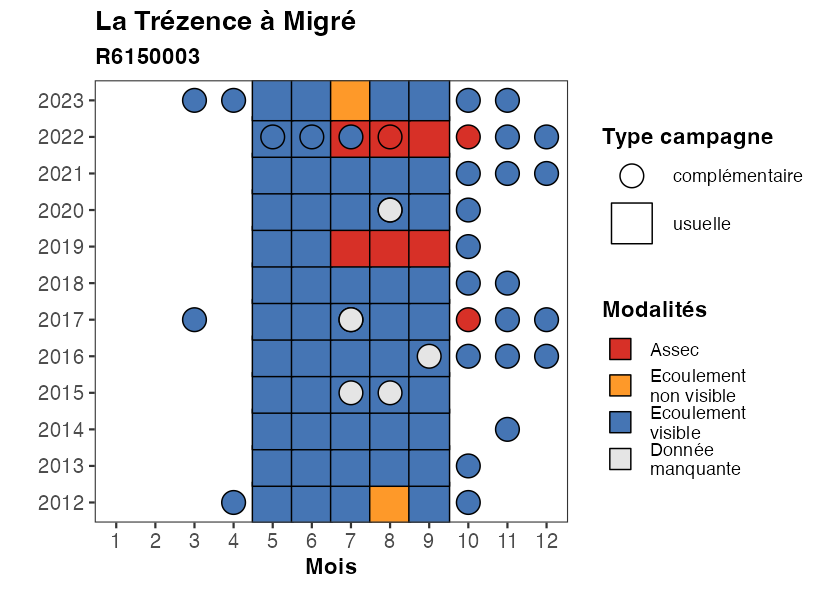 La Trézence à Migré
R6150003
2023
2022
2021
2020
2019
2018
2017
2016
2015
2014
2013
2012
1 2 3 4 5 6 7 8 9 10 11 12
Mois
Type campagne
complémentaire
usuelle
Modalités
Assec
Ecoulement
non visible
Ecoulement
visible
Donnée
manquante